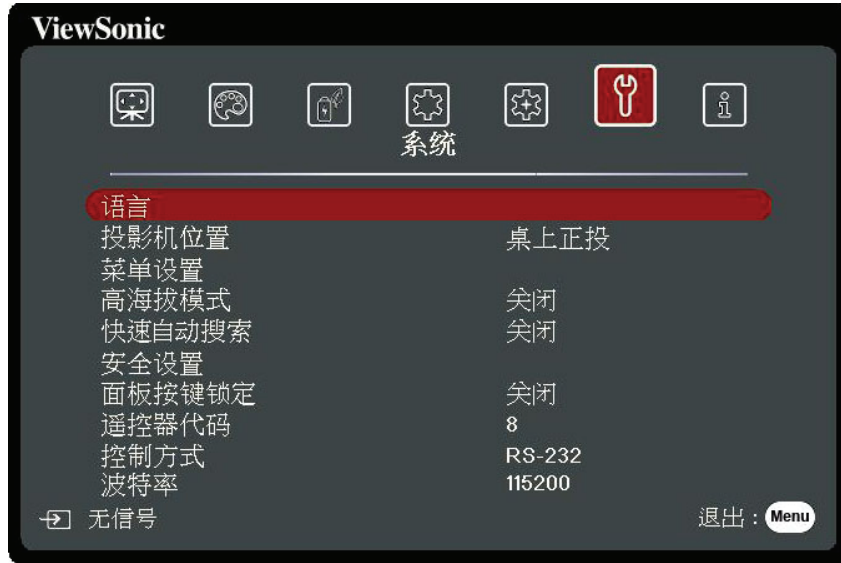 ViewSonic
系统
语言
投影机位置 桌上正投
菜单设置
高海拔模式 关闭
快速自动搜索 关闭
安全设置
面板按键锁定 关闭
遥控器代码 8
控制方式 RS-232
波特率 115200
无信号 退出：Menu